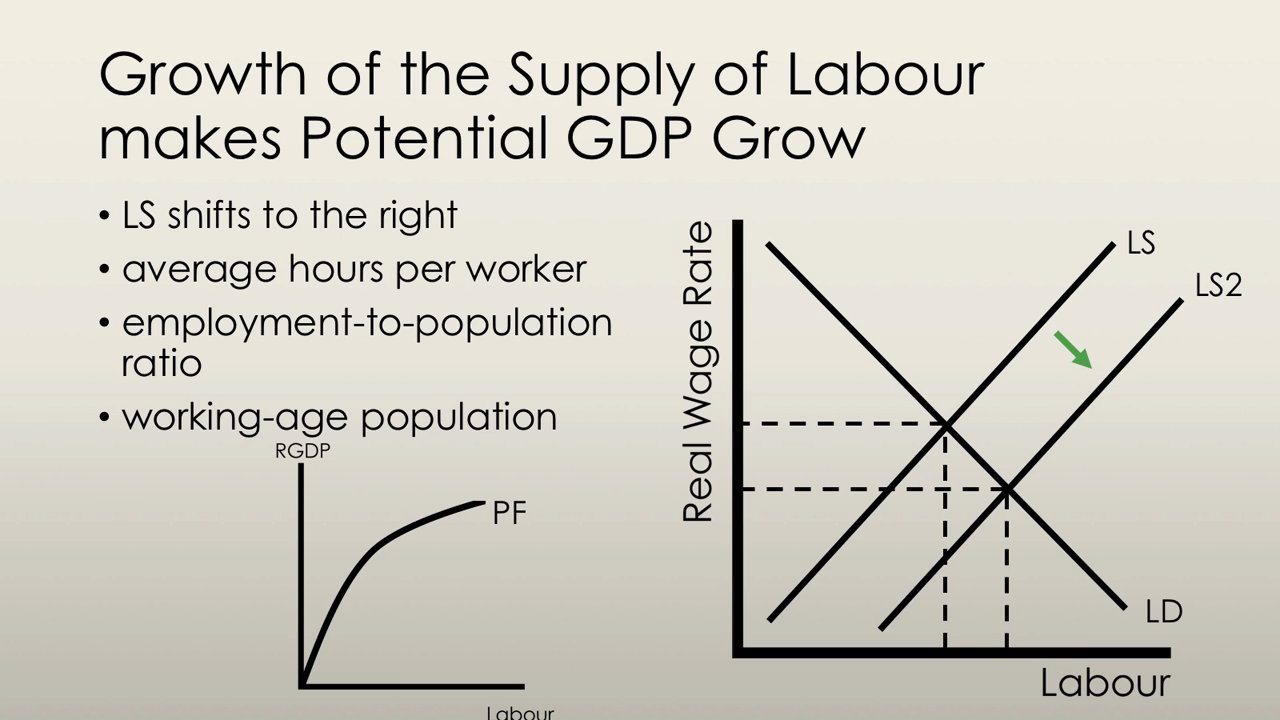 Growth of the Supply of Labour
makes Potential GDP Grow
• LS shifts to the right
• average hours per worker
• employment-to-population
ratio
• working-age population
RGDP
PF
Labour
Real Wage Rate
LS
LS2
LD
Labour